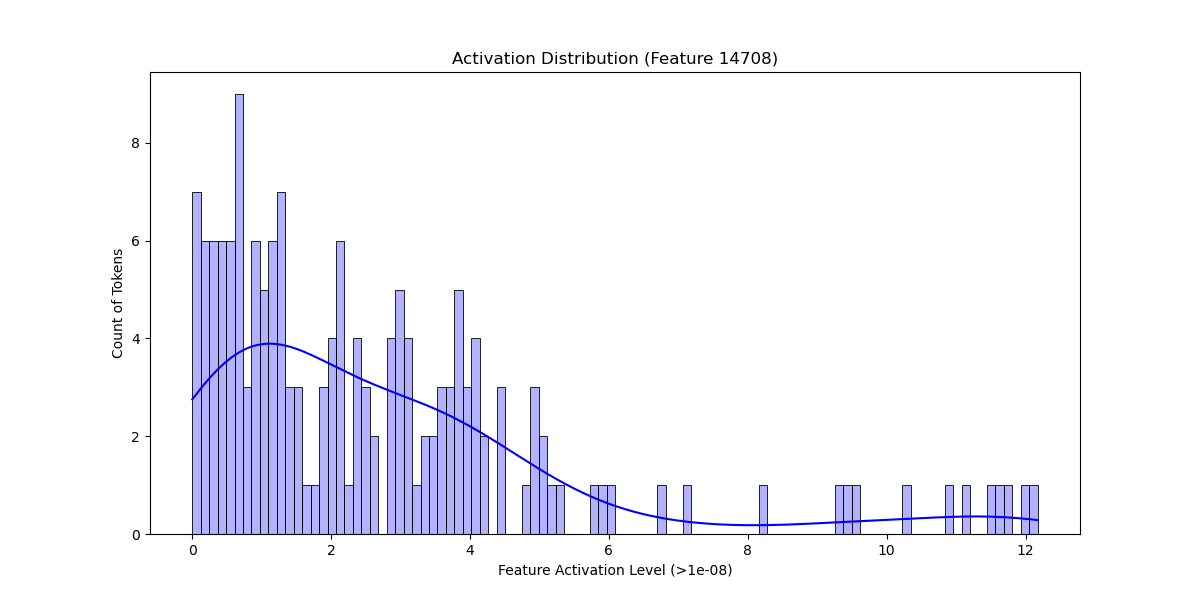 Activation Distribution (Feature 14708)
8
6
4
2
0
Count of Tokens
0 2 4 6 8 10 12
Feature Activation Level (>1e-08)